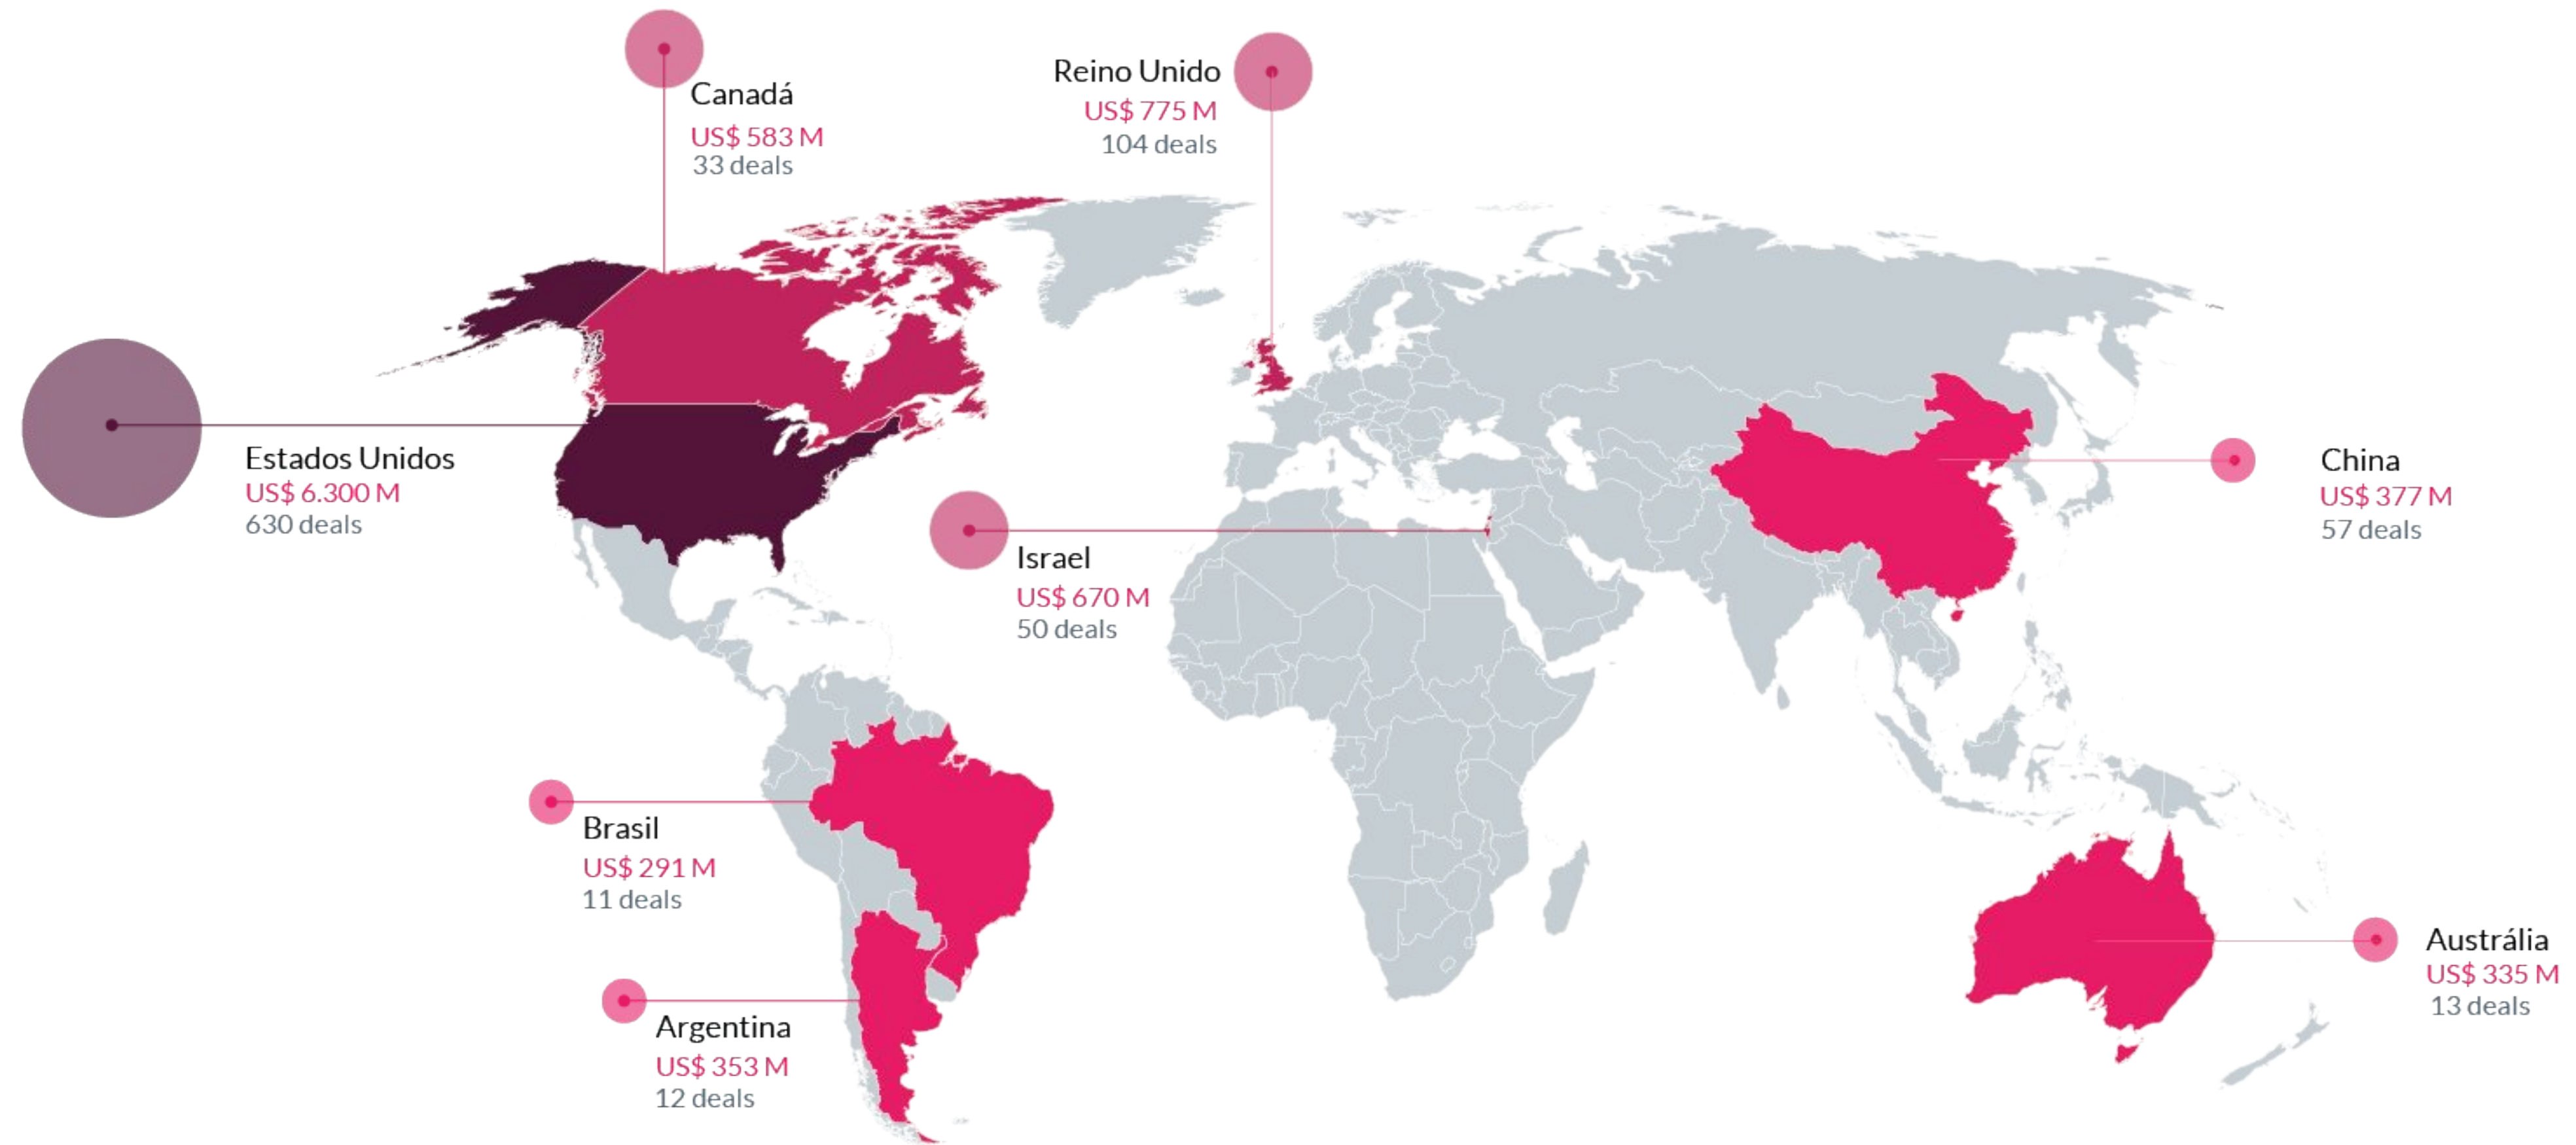 Canadá
US$ 583 M
33 deals
Reino Unido
US$ 775 M
104 deals
Estados Unidos
US$ 6.300 M
630 deals
Israel
US$ 670 M
50 deals
China
US$ 377 M
57 deals
Brasil
US$ 291 M
11 deals
Argentina
US$ 353 M
12 deals
Austrália
US$ 335 M
13 deals